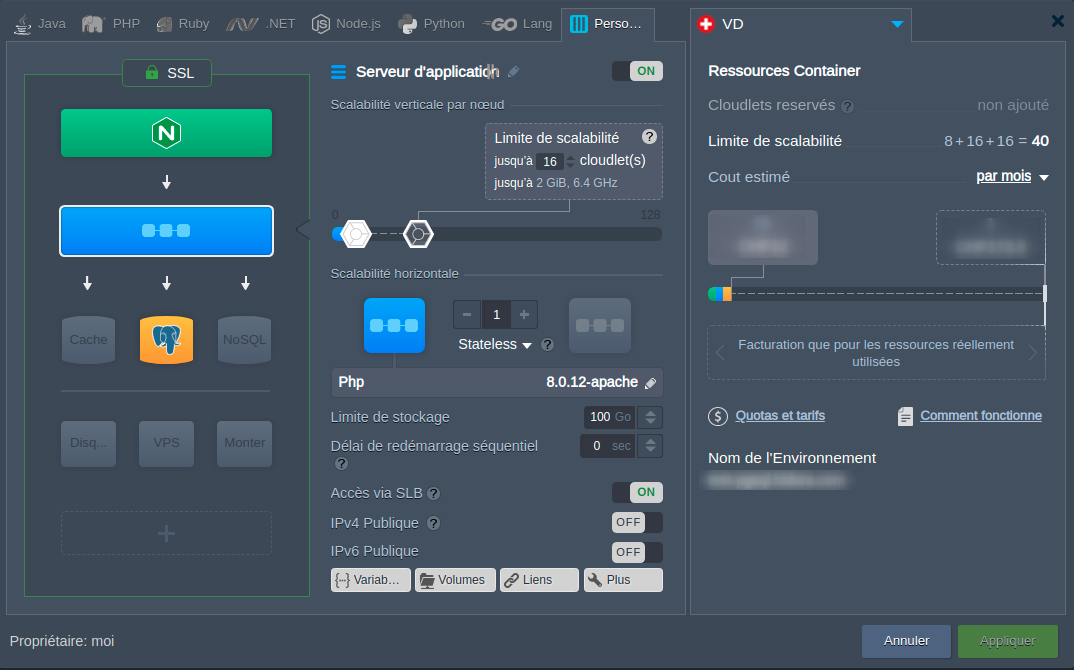 Java PHP Ruby .NET Node.js Python GO Lang Perso...
VD
SSL
N
Cache
NoSQL
Disq...
VPS
Monter
+
Serveur d'application
ON
Scalabilité verticale par nœud
Limite de scalabilité ?
jusqu'à 16 cloudlet(s)
jusqu'à 2 GiB, 6.4 GHz
0
128
Scalabilité horizontale
− 1 +
Stateless ?
Php 8.0.12-apache
Limite de stockage 100 Go
Délai de redémarrage séquentiel 0 sec
?
Accès via SLB ? ON
IPv4 Publique ? OFF
IPv6 Publique OFF
Variab... Volumes Liens Plus
Ressources Container
Cloudlets reservés ? non ajouté
Limite de scalabilité 8+16+16 = 40
Cout estimé par mois
Facturation que pour les ressources réellement
utilisées
$ Quotas et tarifs
Comment fonctionne
Nom de l'Environnement
Propriétaire: moi
Annuler
Appliquer